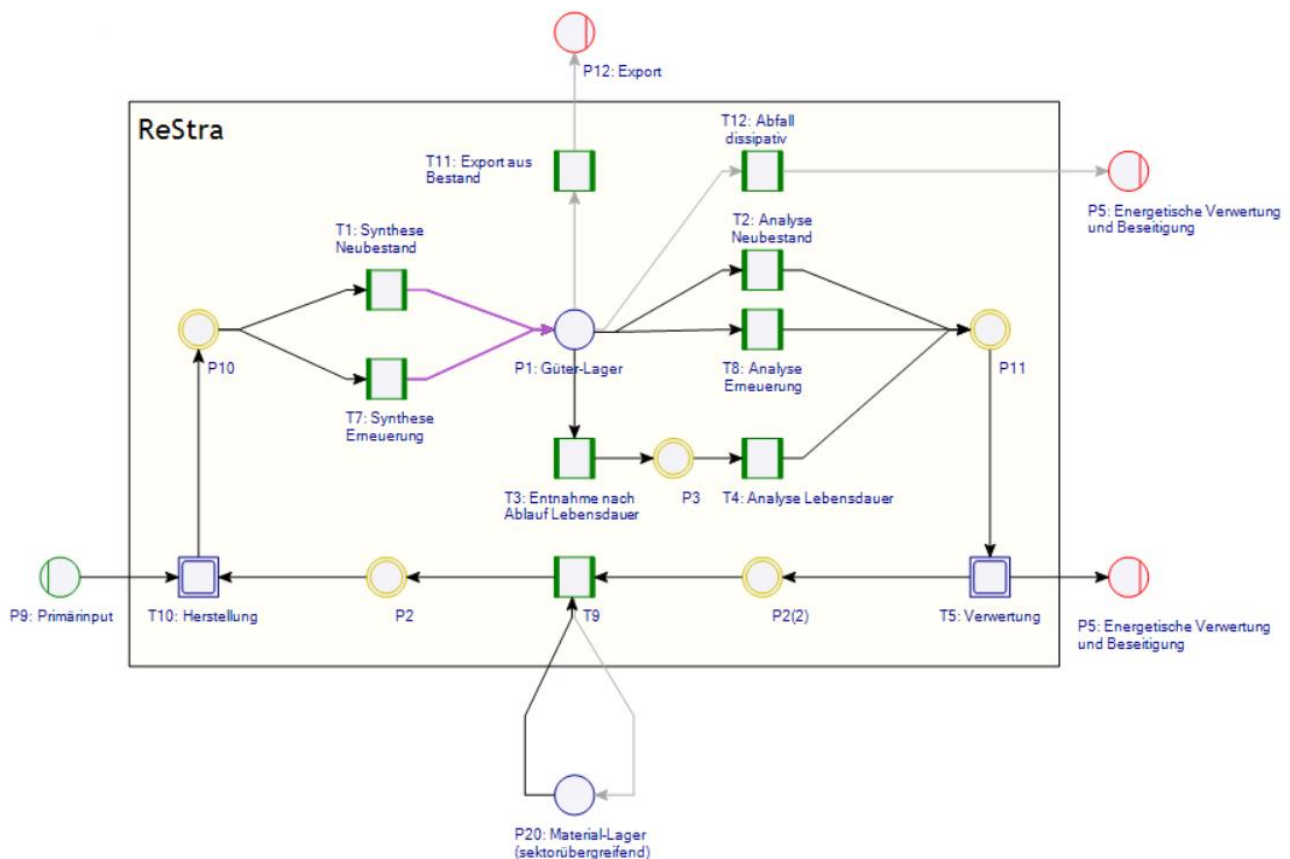 P12: Export
ReStra
T12: Abfall
dissipativ
T11: Export aus
Bestand
P5: Energetische Verwertung
und Beseitigung
T1: Synthese
Neubestand
T2: Analyse
Neubestand
P10
P1: Güter-Lager
T8: Analyse
Erneuerung
P11
T7: Synthese
Erneuerung
T3: Entnahme nach
Ablauf Lebensdauer
P3
T4: Analyse Lebensdauer
P9: Primärinput
T10: Herstellung
P2
T9
P2(2)
T5: Verwertung
P5: Energetische Verwertung
und Beseitigung
P20: Material-Lager
(sektorübergreifend)